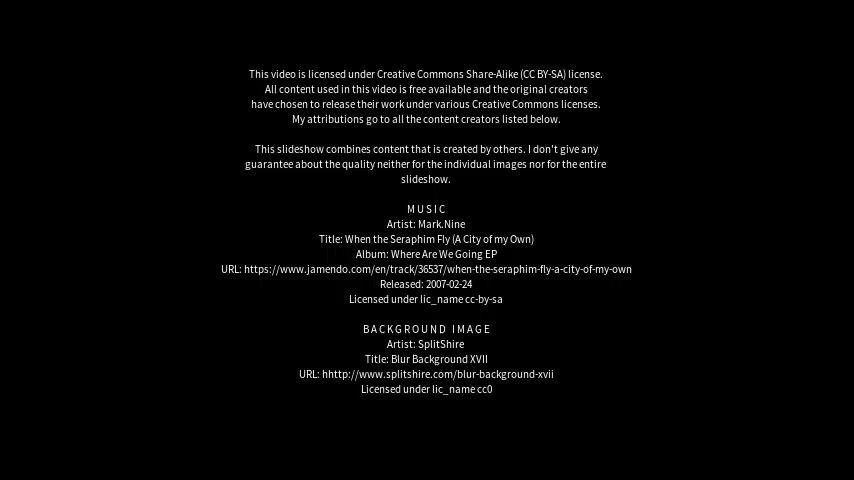 This video is licensed under Creative Commons Share-Alike (CC BY-SA) license.
All content used in this video is free available and the original creators
have chosen to release their work under various Creative Commons licenses.
My attributions go to all the content creators listed below.
This slideshow combines content that is created by others. I don't give any
guarantee about the quality neither for the individual images nor for the entire
slideshow.
MUSIC
Artist: Mark.Nine
Title: When the Seraphim Fly (A City of my Own)
Album: Where Are We Going EP
URL: https://www.jamendo.com/en/track/36537/when-the-seraphim-fly-a-city-of-my-own
Released: 2007-02-24
Licensed under lic_name cc-by-sa
BACKGROUND IMAGE
Artist: SplitShire
Title: Blur Background XVII
URL: hhttp://www.splitshire.com/blur-background-xvii
Licensed under lic_name cc0